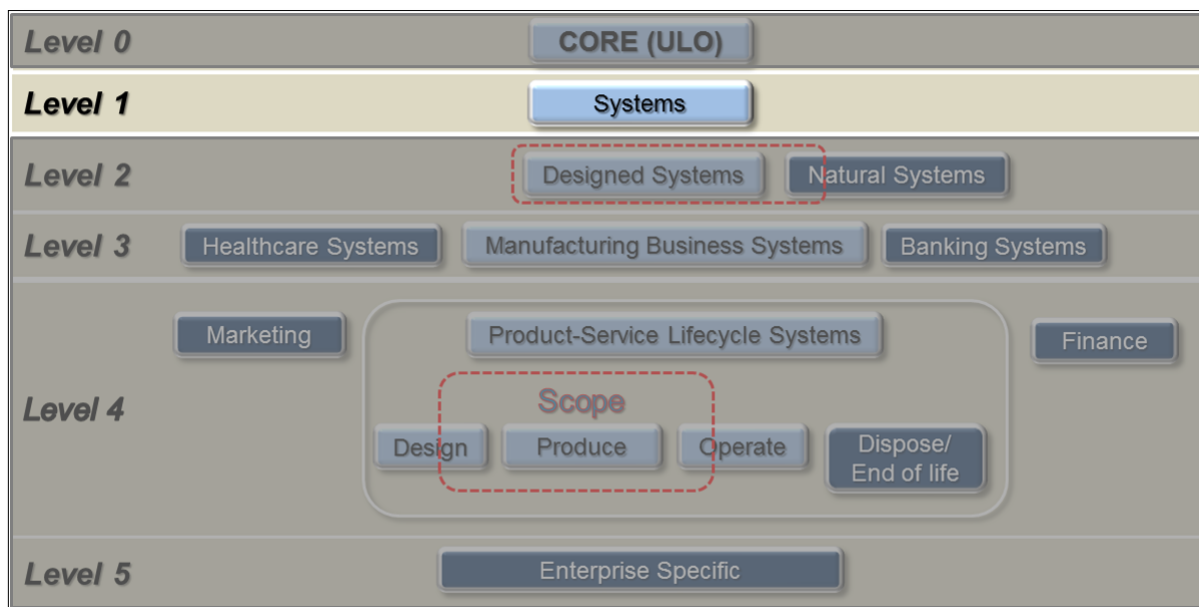 Level 0
CORE (ULO)
Level 1
Systems
Level 2
Designed Systems
Natural Systems
Level 3
Healthcare Systems
Manufacturing Business Systems
Banking Systems
Level 4
Marketing
Product-Service Lifecycle Systems
Finance
Scope
Design
Produce
Operate
Dispose/
End of life
Level 5
Enterprise Specific